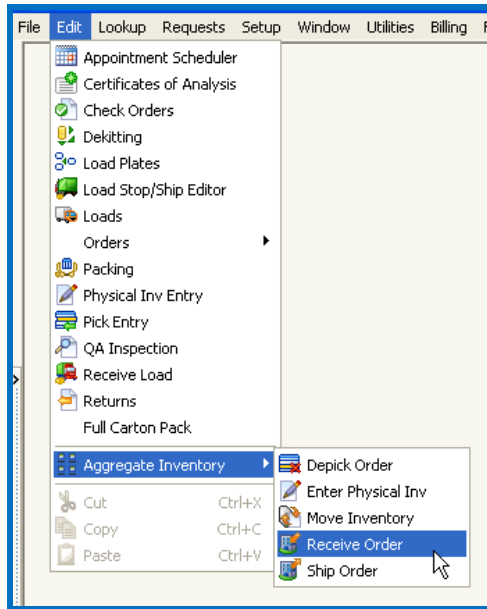 File Edit Lookup Requests Setup Window Utilities Billing
Appointment Scheduler
Certificates of Analysis
Check Orders
Dekitting
Load Plates
Load Stop/Ship Editor
Loads
Orders
Packing
Physical Inv Entry
Pick Entry
QA Inspection
Receive Load
Returns
Full Carton Pack
Aggregate Inventory
Depick Order
Enter Physical Inv
Move Inventory
Receive Order
Ship Order
Cut Ctrl+X
Copy Ctrl+C
Paste Ctrl+V